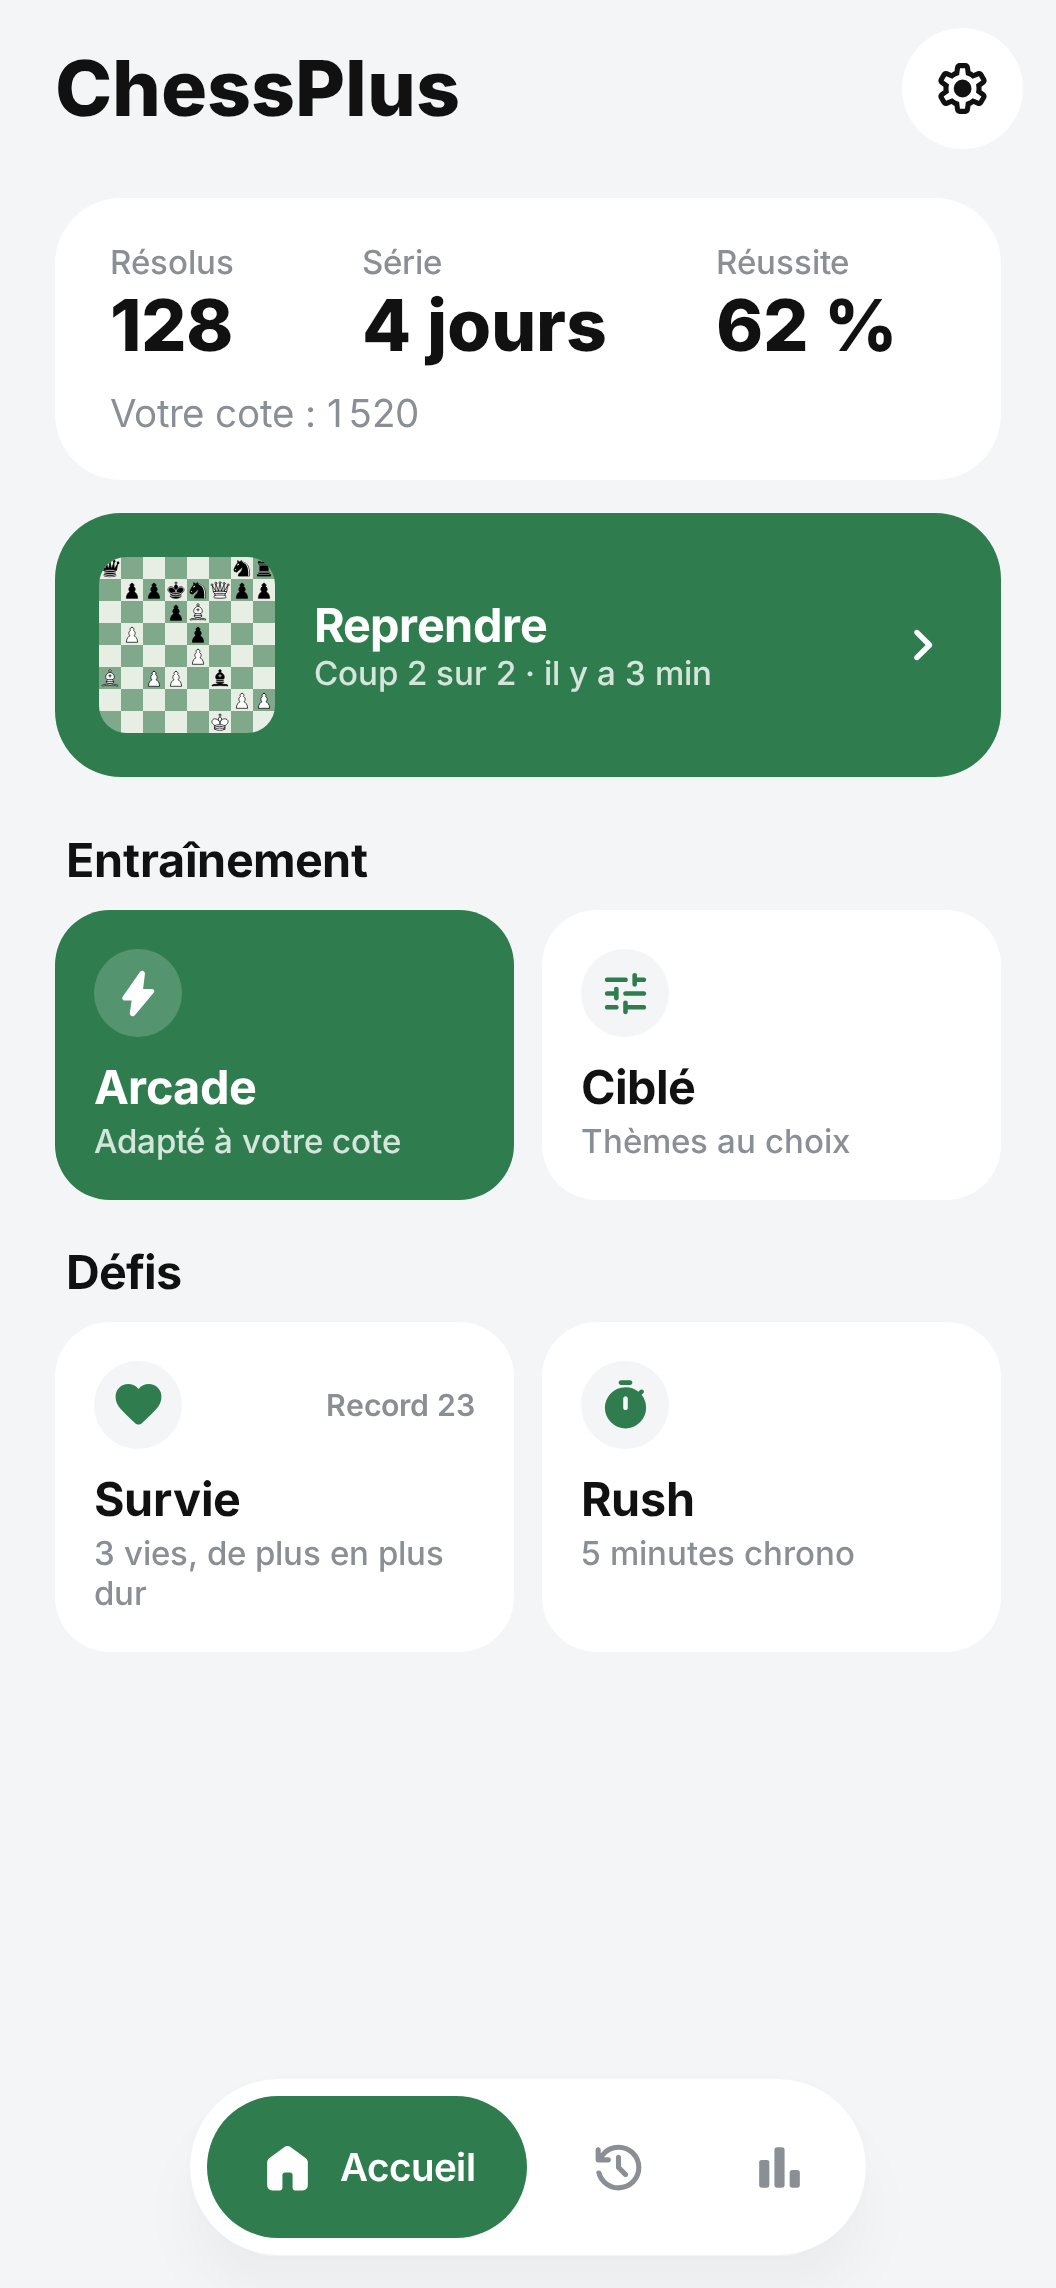 ChessPlus
Résolus
Série
Réussite
128
4 jours
62 %
Votre cote : 1 520
Reprendre
Coup 2 sur 2 · il y a 3 min
Entraînement
Arcade
Adapté à votre cote
Ciblé
Thèmes au choix
Défis
Record 23
Survie
3 vies, de plus en plus
dur
Rush
5 minutes chrono
Accueil